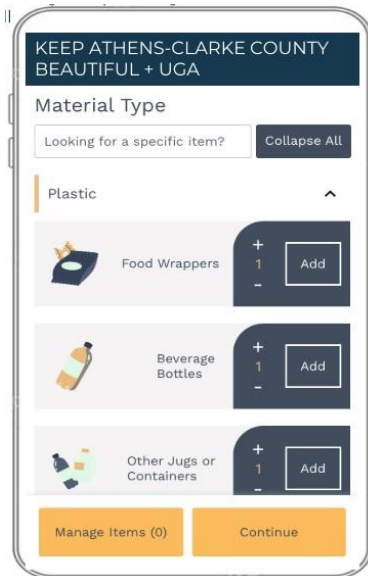 KEEP ATHENS-CLARKE COUNTY
BEAUTIFUL + UGA
Material Type
Looking for a specific item?
Collapse All
Plastic
Food Wrappers
+
1
-
Add
Beverage
Bottles
+
1
-
Add
Other Jugs or
Containers
+
1
-
Add
Manage Items (0)
Continue